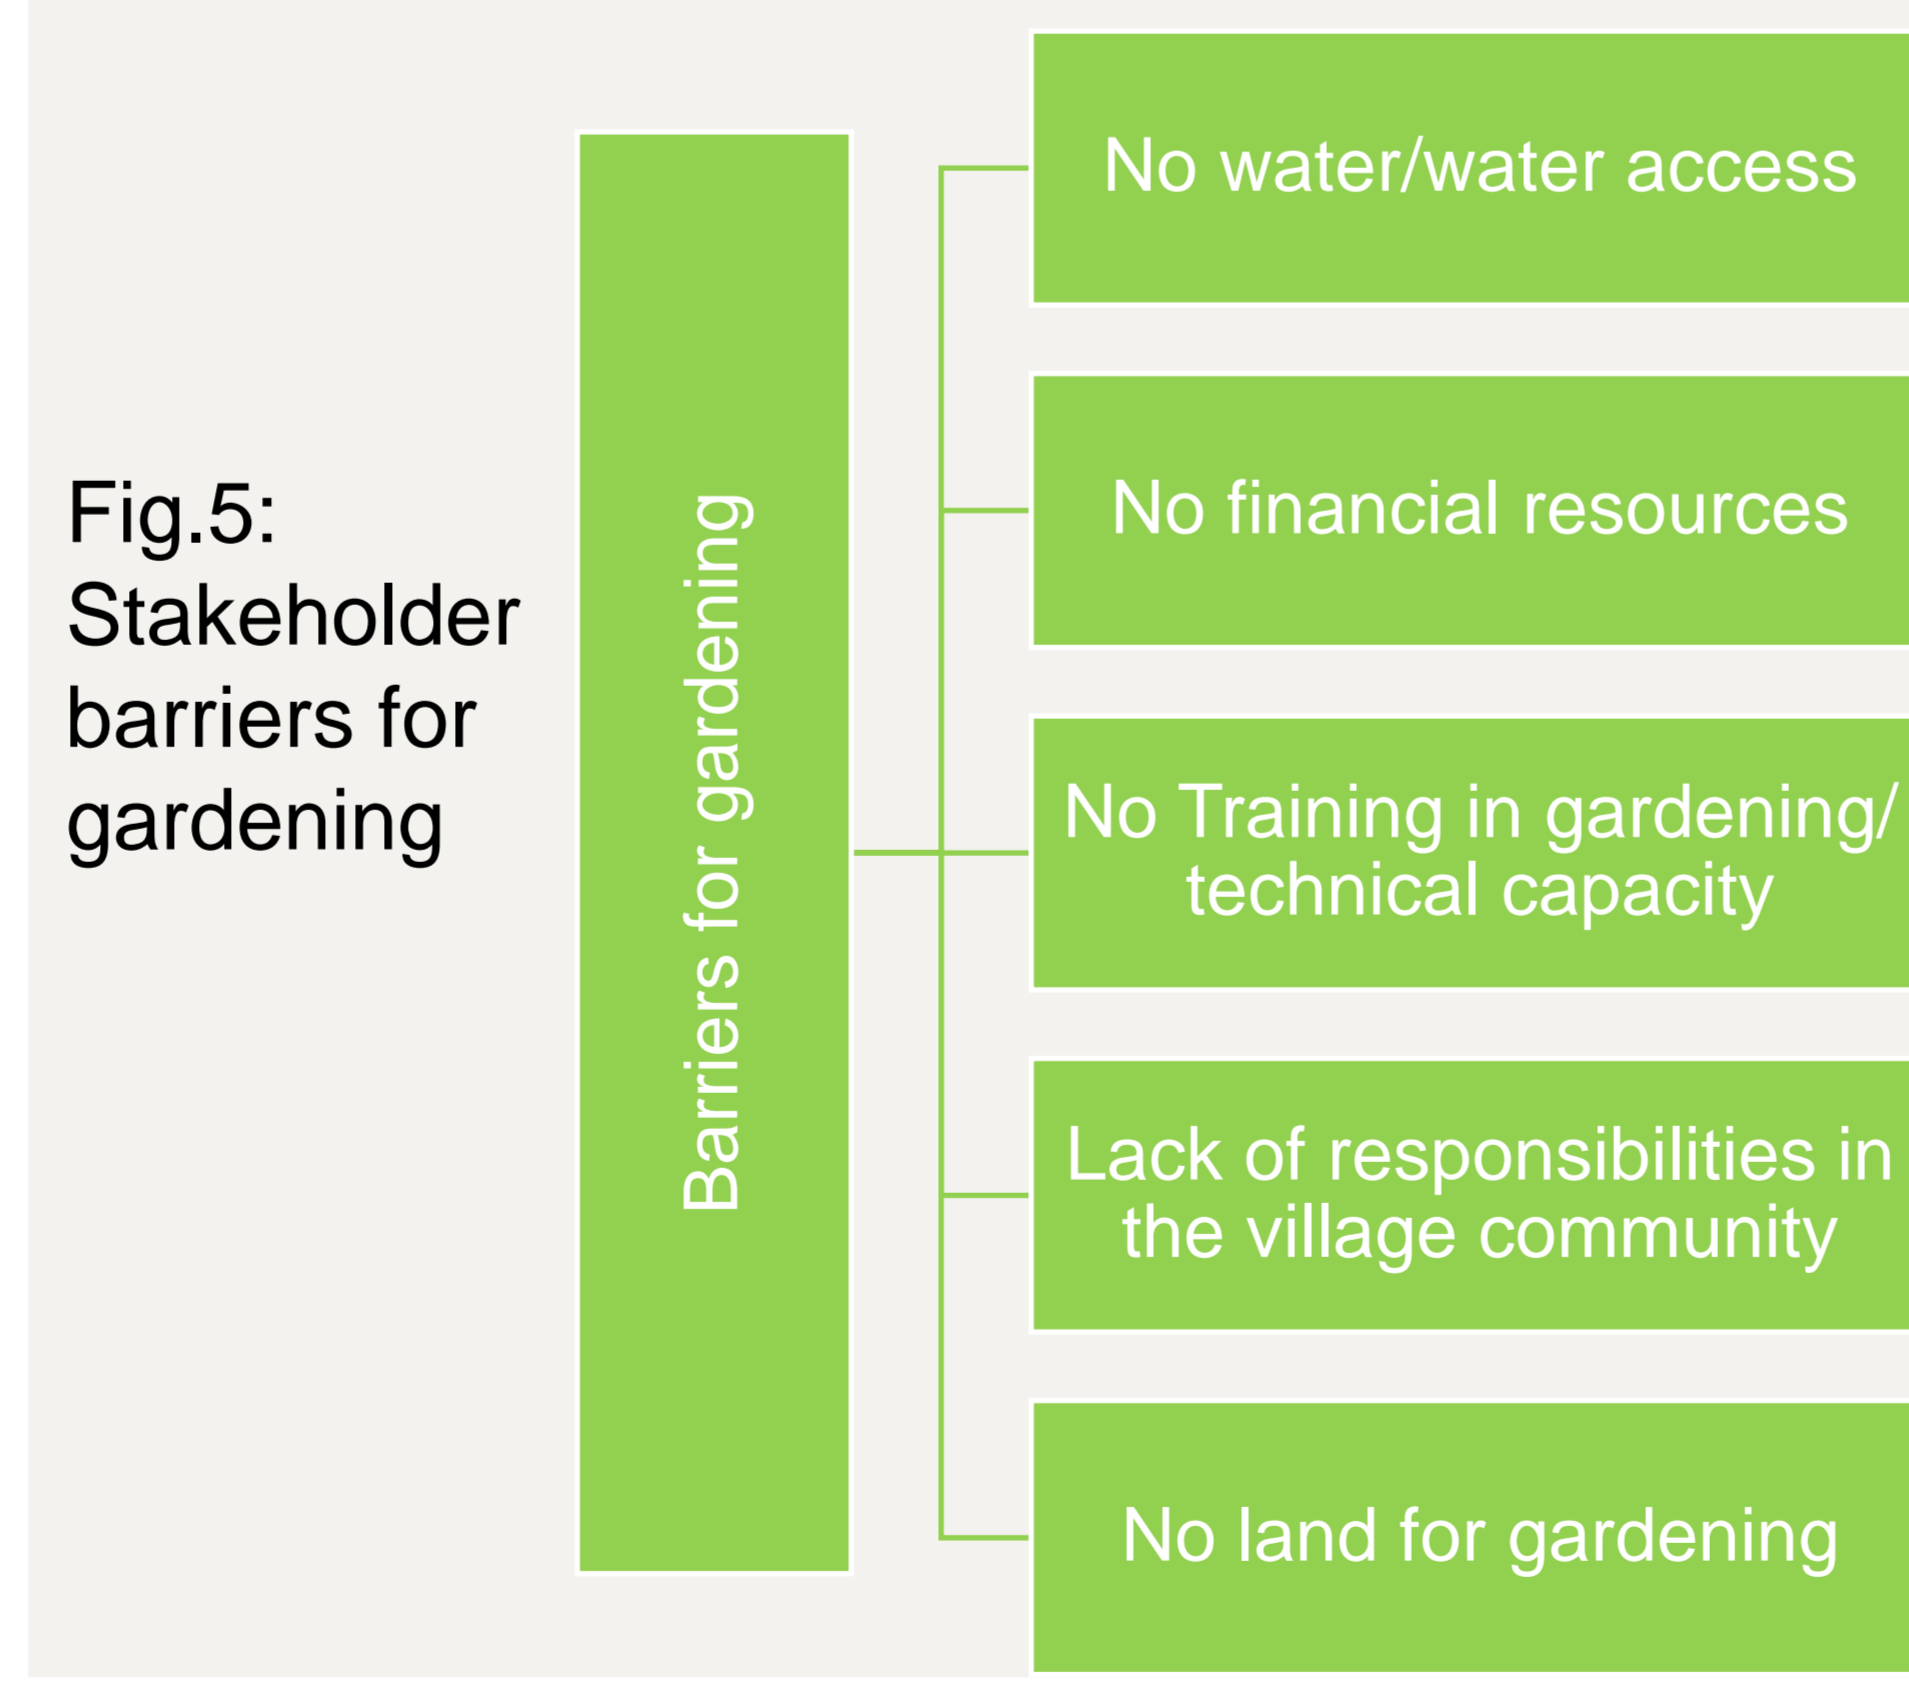 Fig.5:
Stakeholder
barriers for
gardening
Barriers for gardening
No water/water access
No financial resources
No Training in gardening/
technical capacity
Lack of responsibilities in
the village community
No land for gardening